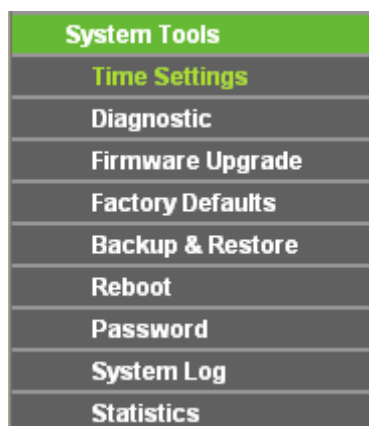 System Tools
Time Settings
Diagnostic
Firmware Upgrade
Factory Defaults
Backup & Restore
Reboot
Password
System Log
Statistics